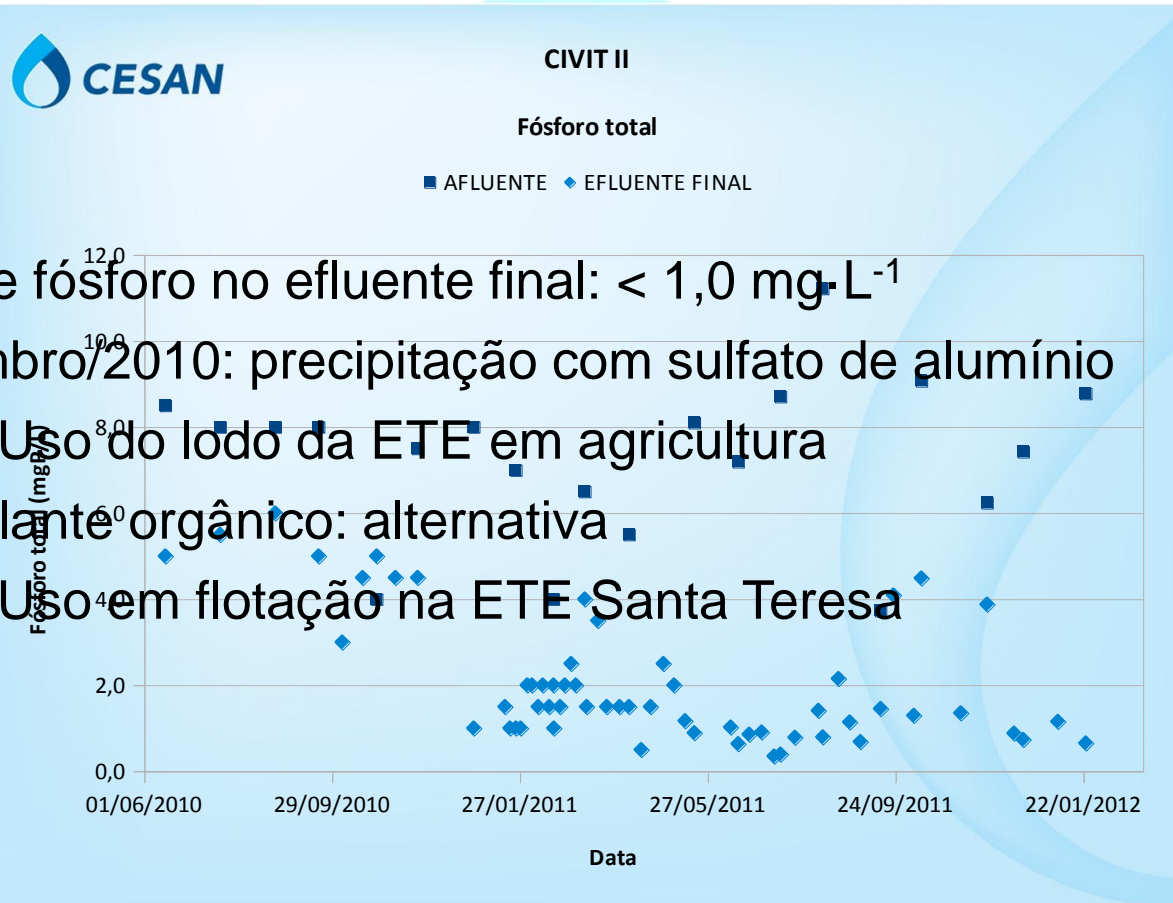 CESAN
CIVIT II
Fósforo total
AFLUENTE EFLUENTE FINAL
12,0
e fósforo no efluente final: < 1,0 mg·L-1
10,0
nbro/2010: precipitação com sulfato de alumínio
8,0
Uso do lodo da ETE em agricultura
Fósforo total (mgP/L)
6,0
lante orgânico: alternativa
4,0
Uso em flotação na ETE Santa Teresa
2,0
0,0
01/06/2010 29/09/2010 27/01/2011 27/05/2011 24/09/2011 22/01/2012
Data